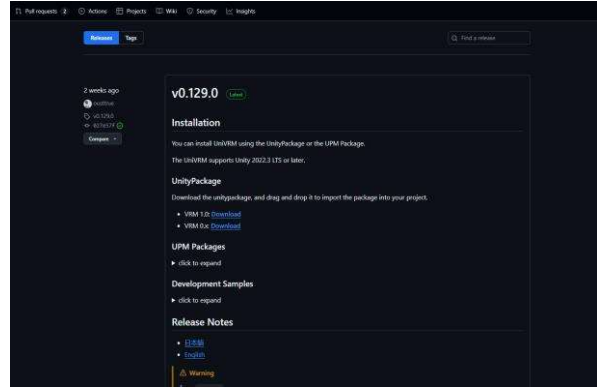 Pull requests 2 Actions Projects Wiki Security Insights
Releases Tags
Find a release
2 weeks ago
v0.129.0
Compare
v0.129.0 Latest
Installation
You can install UniVRM using the UnityPackage or the UPM Package.
The UniVRM supports Unity 2022.3 LTS or later.
UnityPackage
Download the unitypackage, and drag and drop it to import the package into your project.
VRM 1.0: Download
VRM 0.x: Download
UPM Packages
click to expand
Development Samples
click to expand
Release Notes
日本語
English
Warning